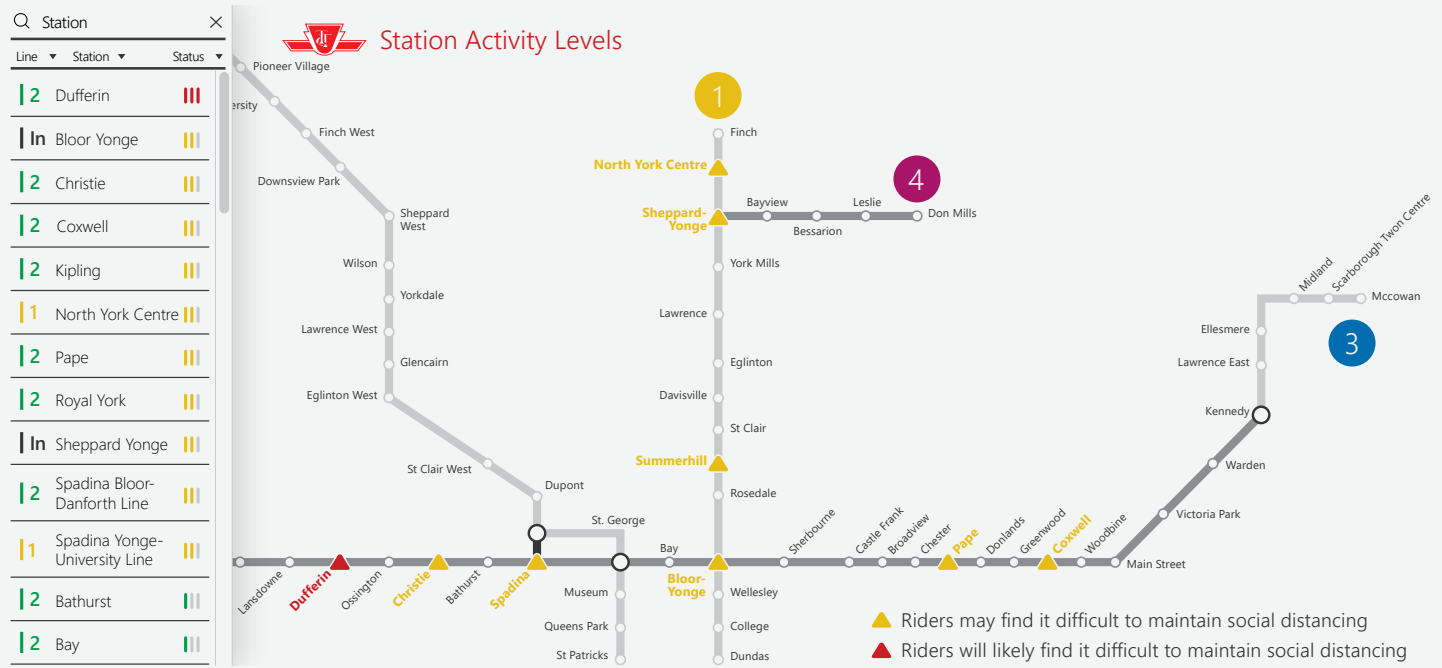 Station
Line Station Status
2 Dufferin
In Bloor Yonge
2 Christie
2 Coxwell
2 Kipling
1 North York Centre
2 Pape
2 Royal York
In Sheppard Yonge
2 Spadina Bloor-
Danforth Line
1 Spadina Yonge-
University Line
2 Bathurst
2 Bay
Station Activity Levels
Pioneer Village
ersity
Finch West
Downsview Park
Sheppard
West
Wilson
Yorkdale
Lawrence West
Glencairn
Eglinton West
St Clair West
Dupont
St. George
1
Finch
North York Centre
Sheppard-
Yonge
4
Bayview
Bessarion
Leslie
Don Mills
York Mills
Lawrence
Eglinton
Davisville
St Clair
Summerhill
Rosedale
Midland
Scarborough Twon Centre
Mccowan
3
Ellesmere
Lawrence East
Kennedy
Warden
Victoria Park
Main Street
Lansdowne
Dufferin
Ossington
Christie
Bathurst
Spadina
Bay
Bloor-
Yonge
Sherbourne
Castle Frank
Broadview
Chester
Pape
Donlands
Greenwood
Coxwell
Woodbine
Museum
Queens Park
St Patricks
Wellesley
College
Dundas
Riders may find it difficult to maintain social distancing
Riders will likely find it difficult to maintain social distancing